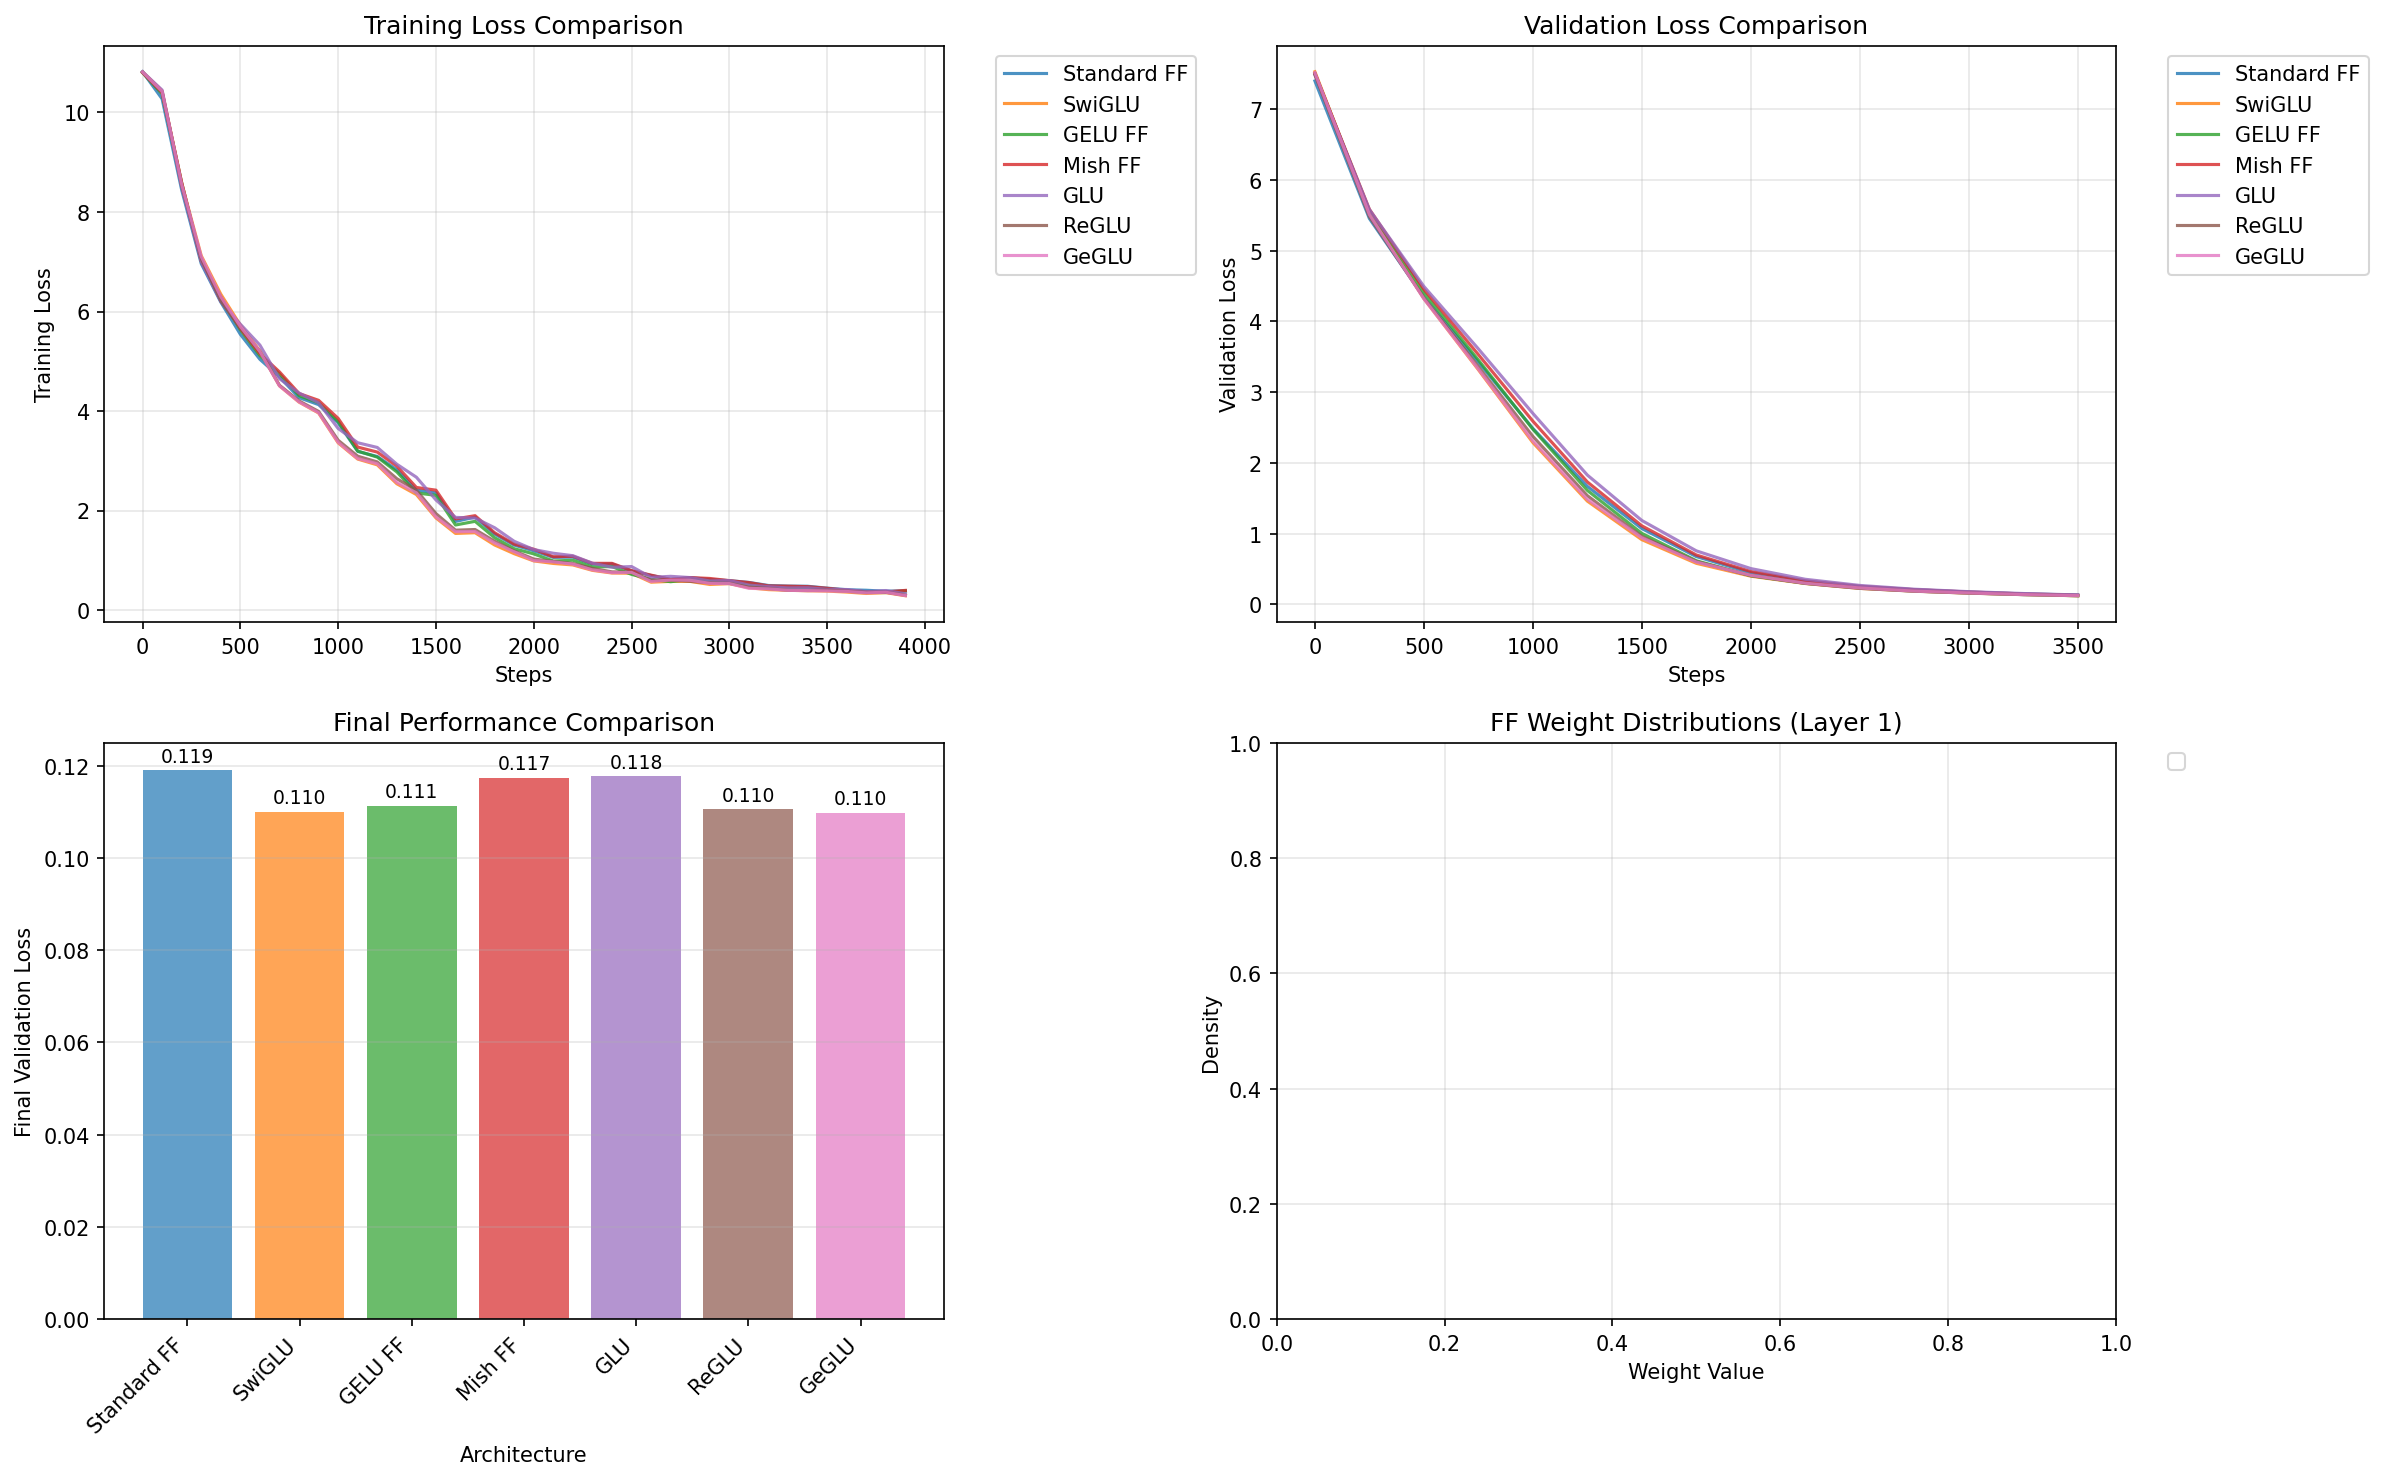 Training Loss Comparison
Training Loss
10
8
6
4
2
0
0 500 1000 1500 2000 2500 3000 3500 4000
Steps
Standard FF
SwiGLU
GELU FF
Mish FF
GLU
ReGLU
GeGLU
Validation Loss Comparison
Validation Loss
7
6
5
4
3
2
1
0
0 500 1000 1500 2000 2500 3000 3500
Steps
Standard FF
SwiGLU
GELU FF
Mish FF
GLU
ReGLU
GeGLU
Final Performance Comparison
Final Validation Loss
0.12
0.10
0.08
0.06
0.04
0.02
0.00
0.119 0.110 0.111 0.117 0.118 0.110 0.110
Standard FF SwiGLU GELU FF Mish FF GLU ReGLU GeGLU
Architecture
FF Weight Distributions (Layer 1)
Density
1.0
0.8
0.6
0.4
0.2
0.0
0.0 0.2 0.4 0.6 0.8 1.0
Weight Value